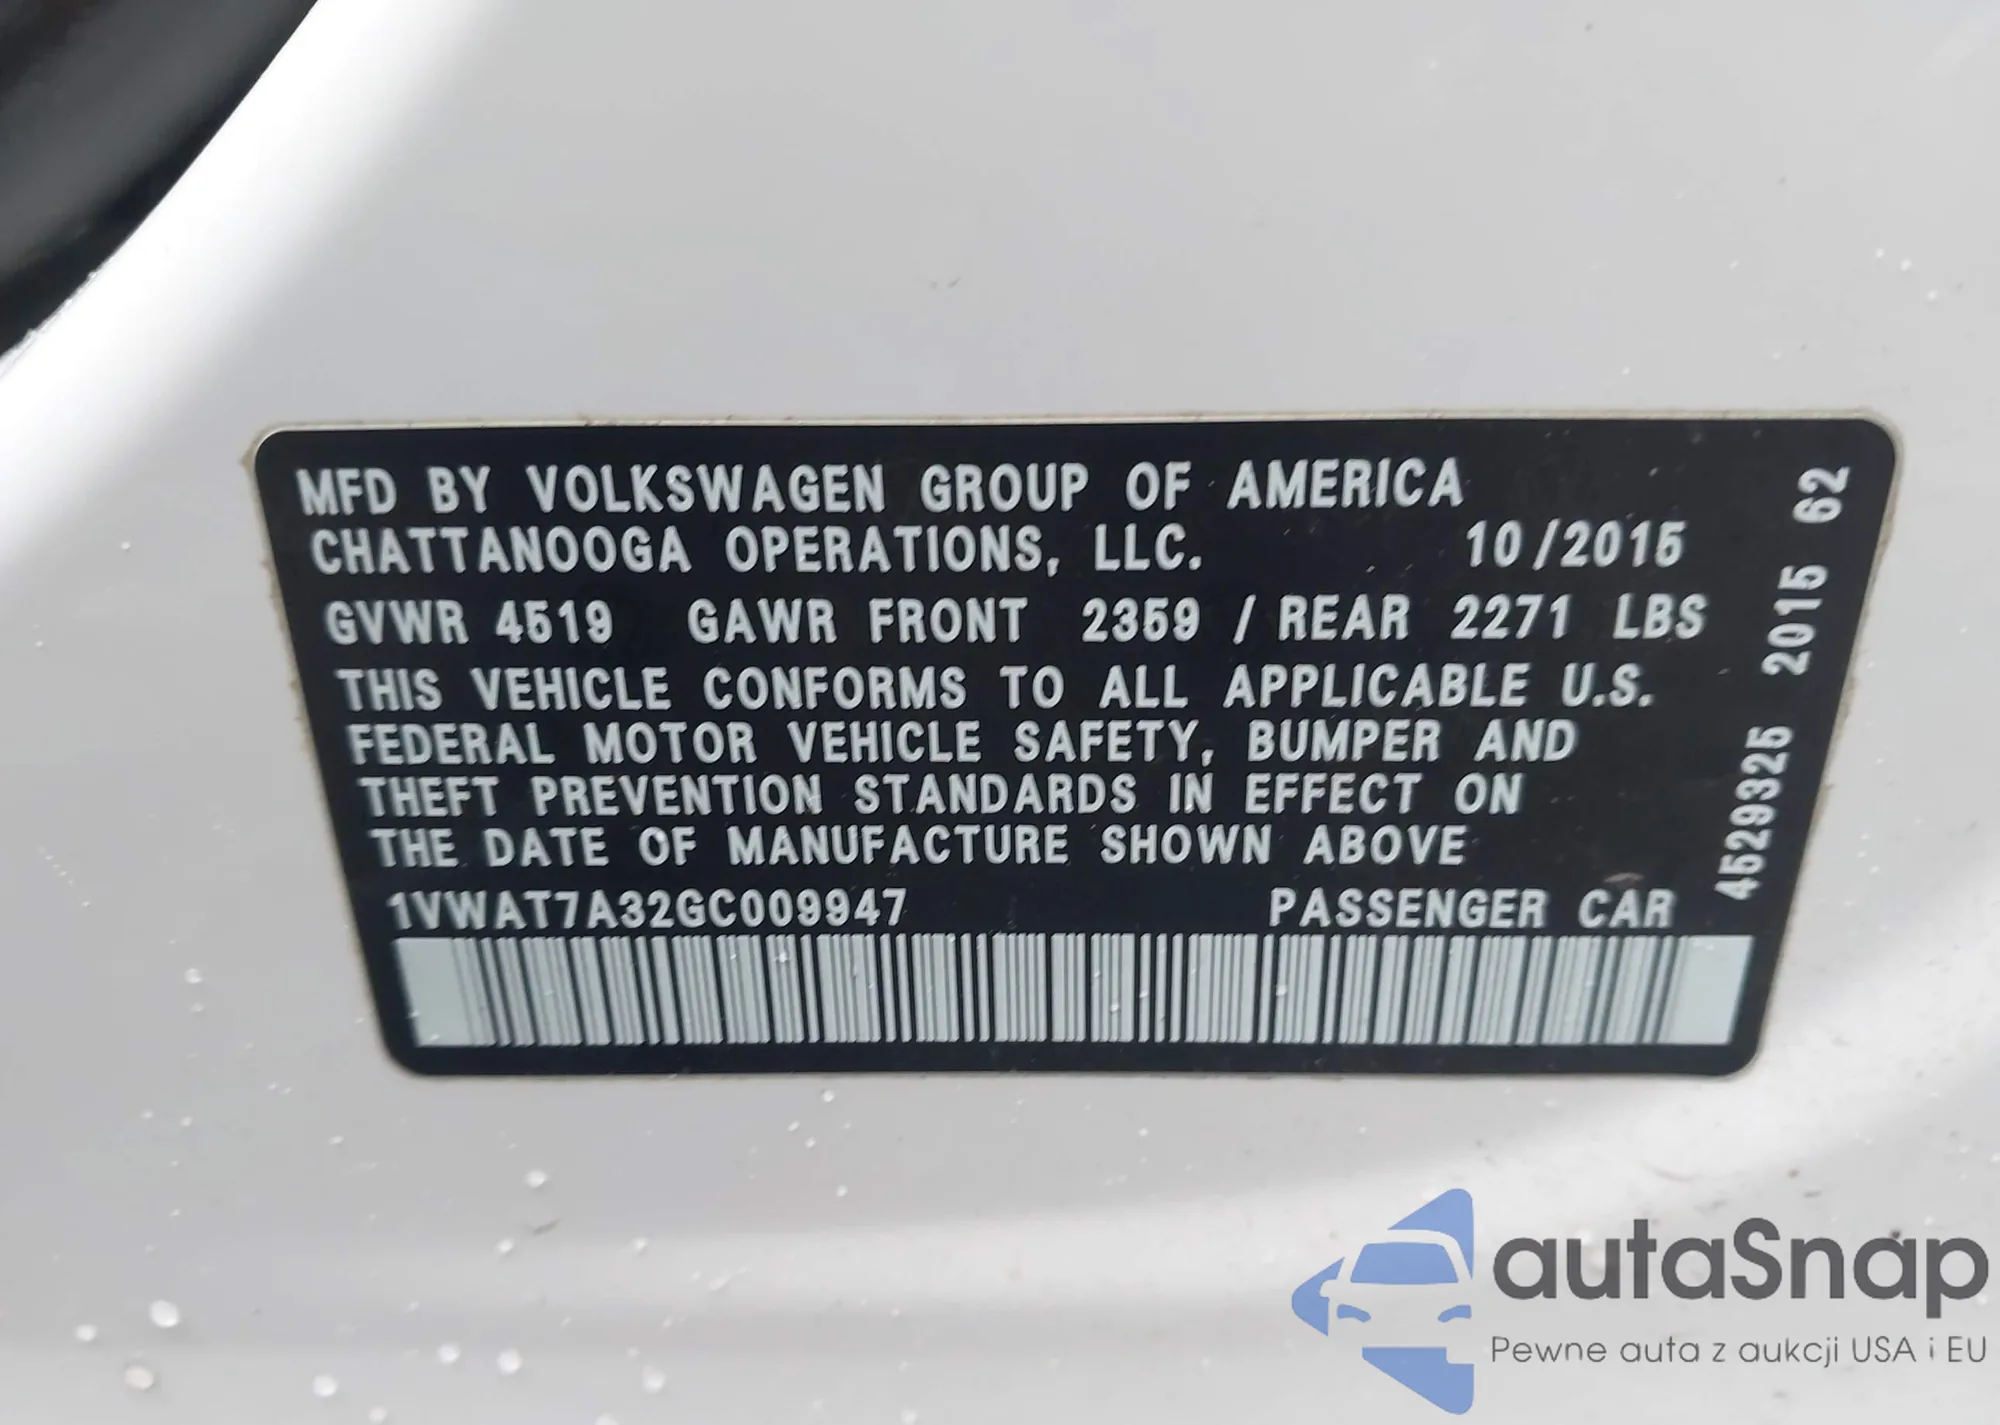 MFD BY VOLKSWAGEN GROUP OF AMERICA
CHATTANOOGA OPERATIONS, LLC. 10/2015
GVWR 4519 GAWR FRONT 2359 / REAR 2271 LBS
THIS VEHICLE CONFORMS TO ALL APPLICABLE U.S.
FEDERAL MOTOR VEHICLE SAFETY, BUMPER AND
THEFT PREVENTION STANDARDS IN EFFECT ON
THE DATE OF MANUFACTURE SHOWN ABOVE
1VWAT7A32GC009947 PASSENGER CAR
4529325 2015 62
autaSnap
Pewne auta z aukcji USA i EU